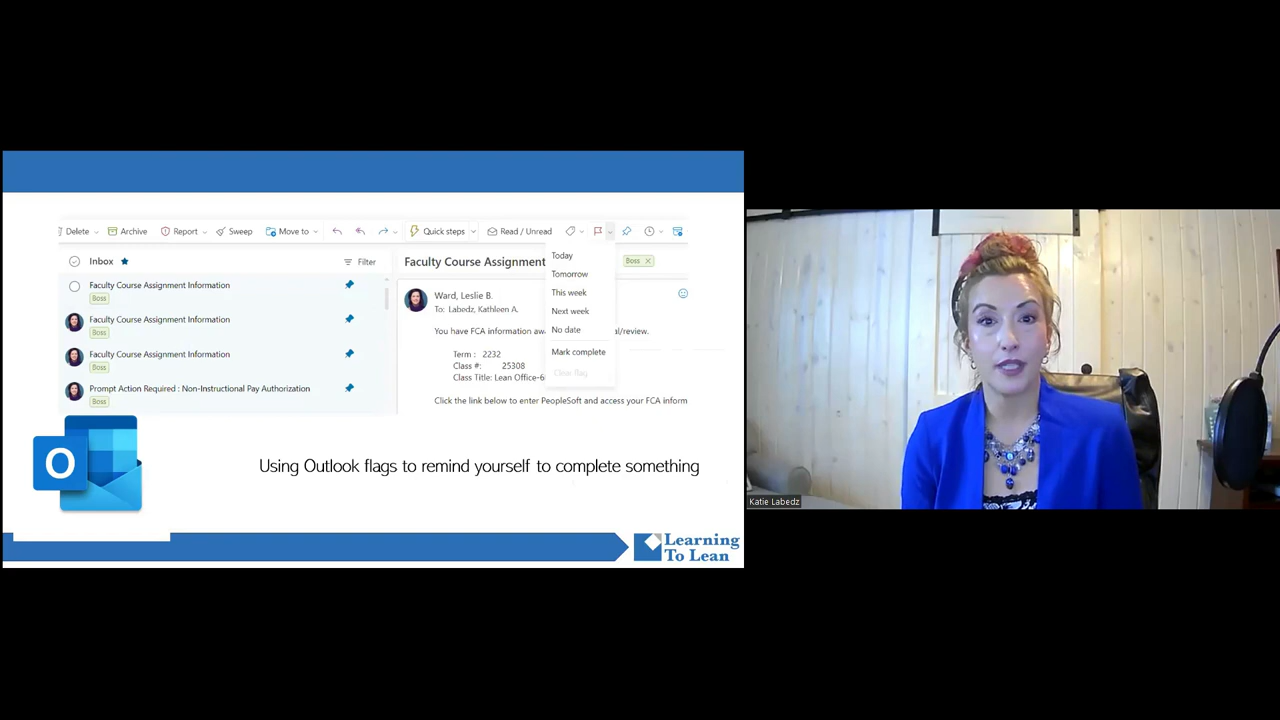 Delete
Archive
Report
Sweep
Move to
Quick steps
Read / Unread
Inbox
Filter
Faculty Course Assignment Information
Boss
Faculty Course Assignment Information
Boss
Faculty Course Assignment Information
Boss
Prompt Action Required : Non-Instructional Pay Authorization
Boss
Faculty Course Assignment
Boss
Ward, Leslie B.
To: Labedz, Kathleen A.
You have FCA information aw al/review.
Term : 2232
Class #: 25308
Class Title: Lean Office-6
Click the link below to enter PeopleSoft and access your FCA inform
Today
Tomorrow
This week
Next week
No date
Mark complete
Clear flag
O
Using Outlook flags to remind yourself to complete something
Learning
To Lean
Katie Labedz